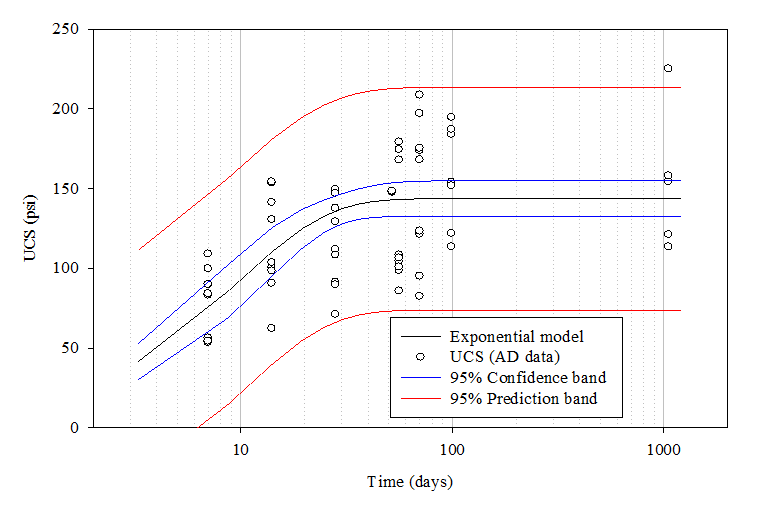 250
200
150
100
50
0
UCS (psi)
Exponential model
UCS (AD data)
95% Confidence band
95% Prediction band
10
100
1000
Time (days)